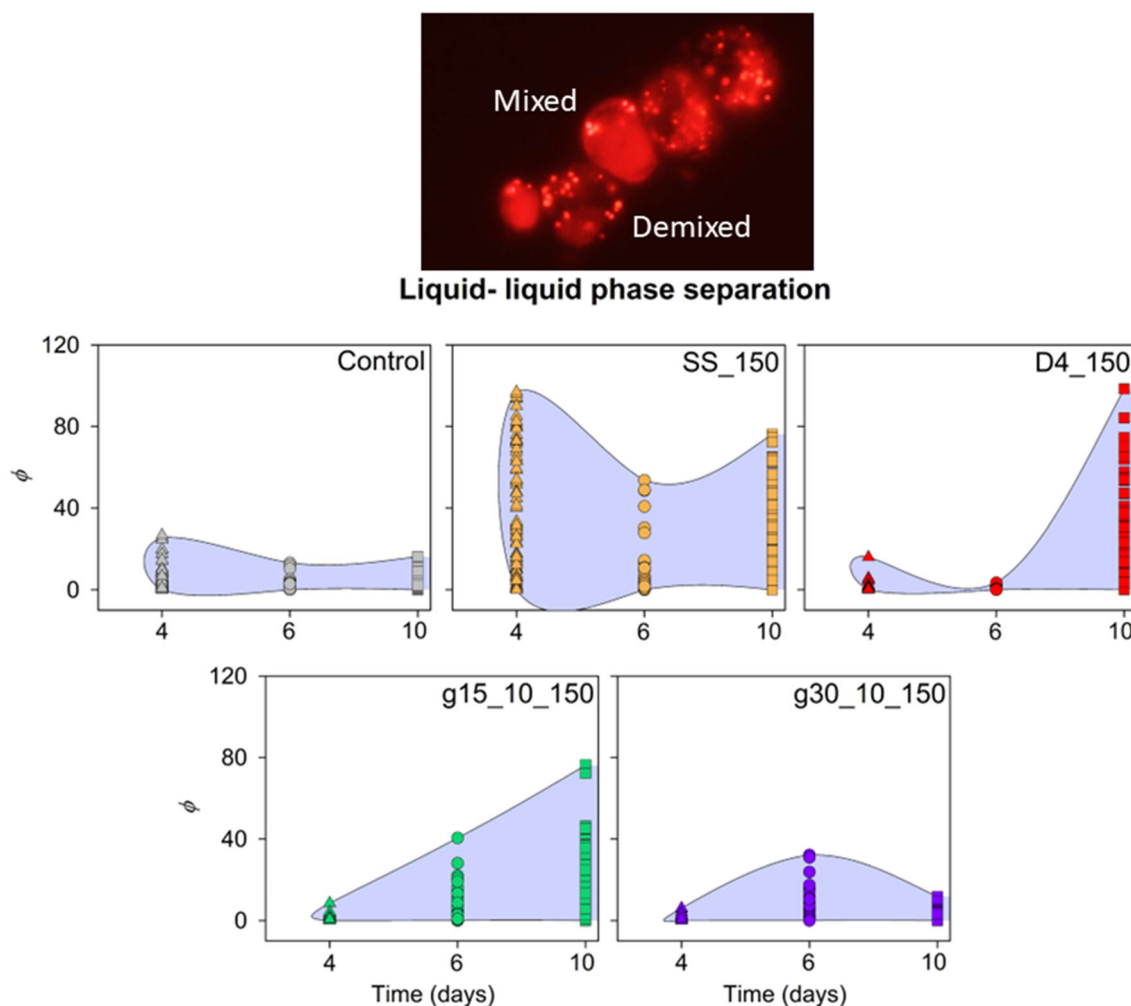 Mixed
Demixed
Liquid- liquid phase separation
120
80
40
0
ϕ
Control
4
6
10
SS_150
4
6
10
D4_150
4
6
10
120
80
40
0
ϕ
g15_10_150
4
6
10
Time (days)
g30_10_150
4
6
10
Time (days)